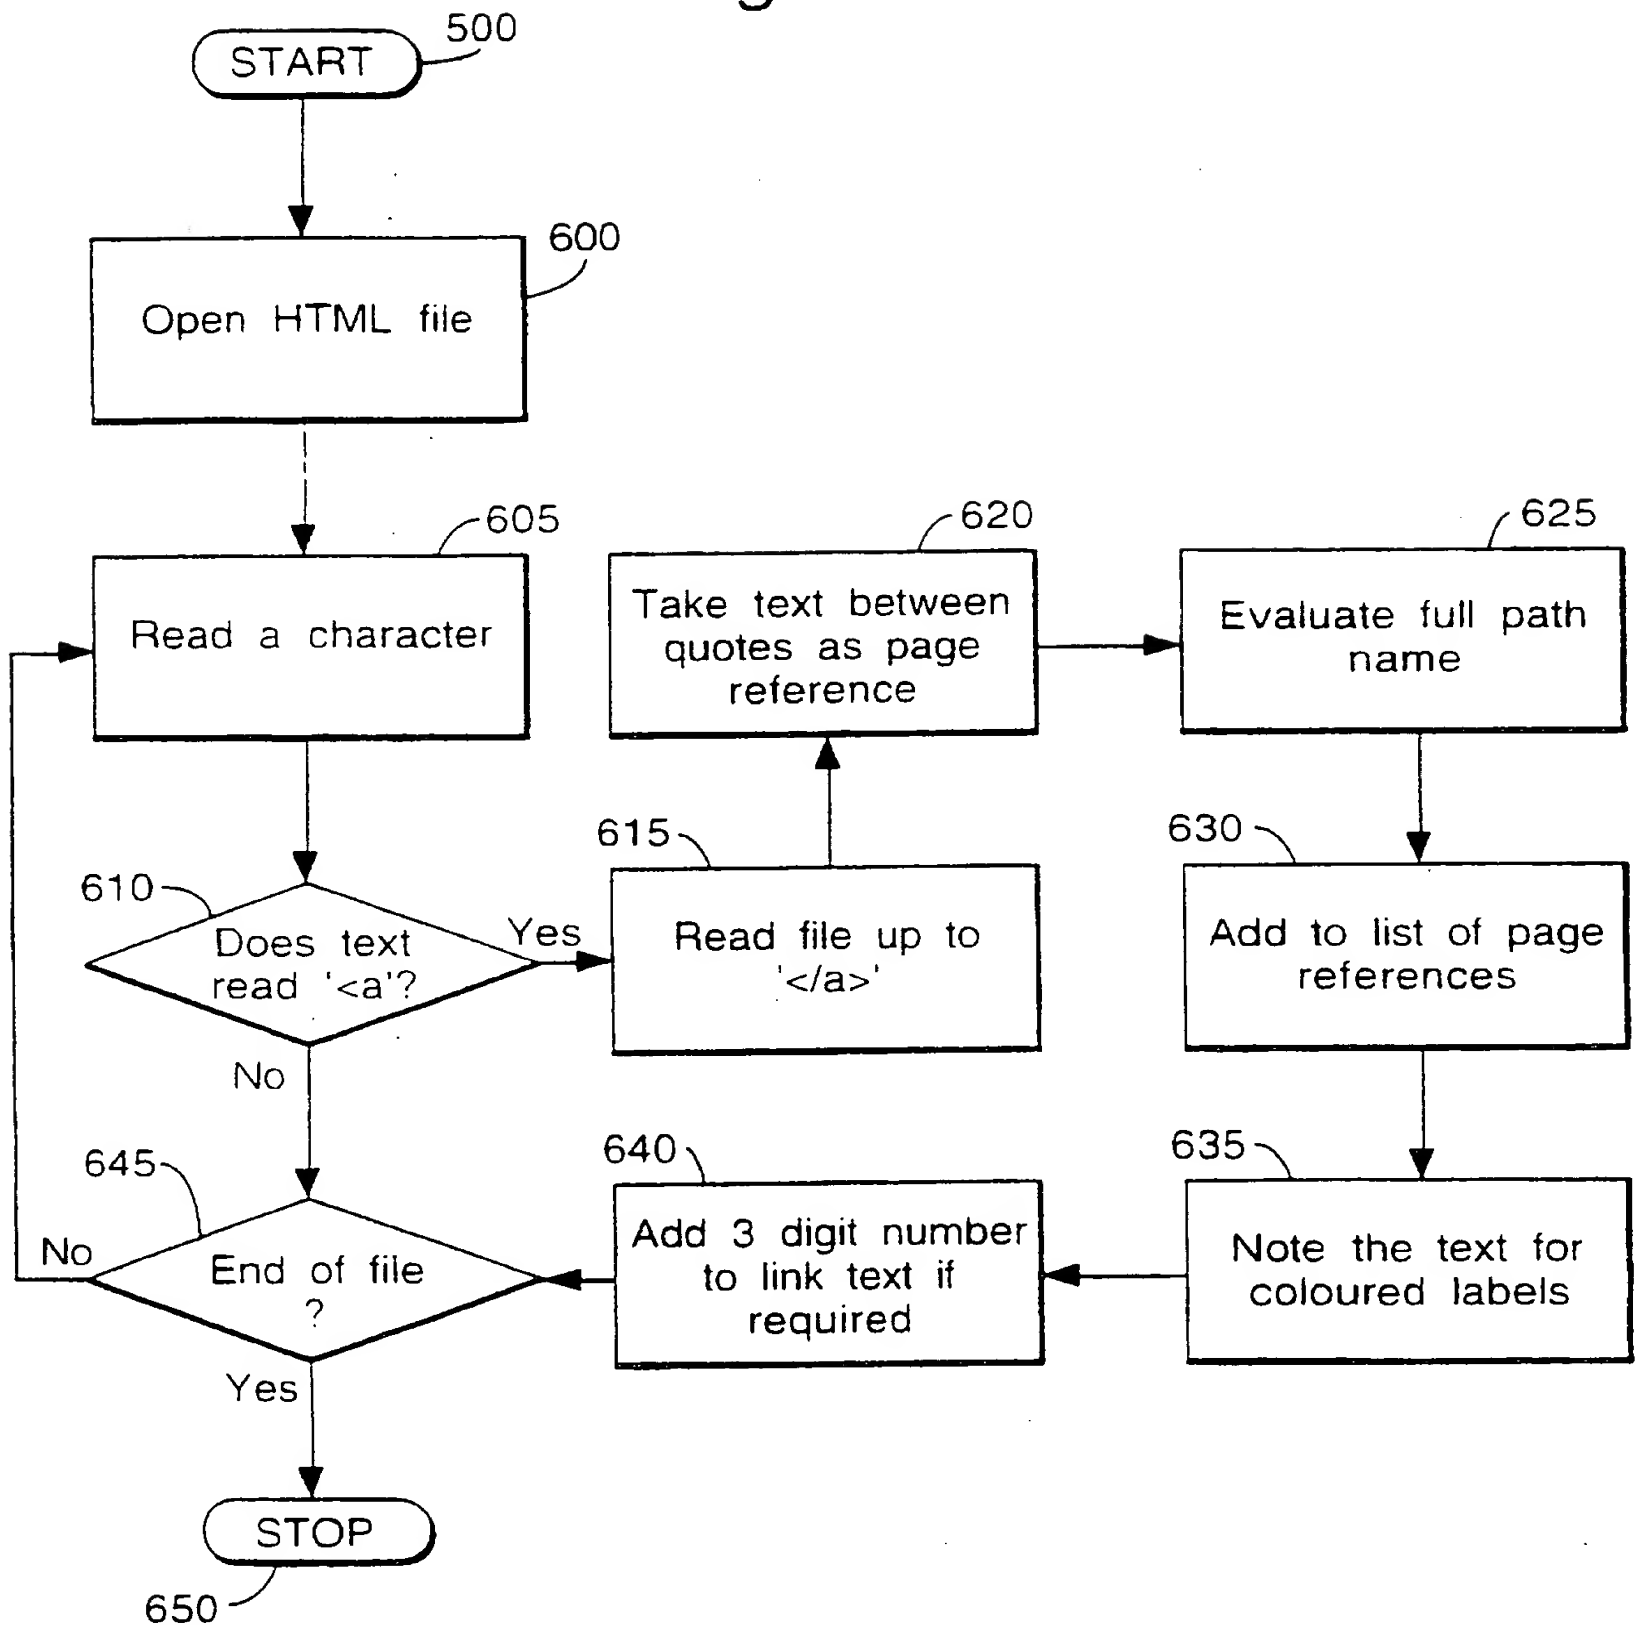 500
START
600
Open HTML file
605
Read a character
620
Take text between
quotes as page
reference
625
Evaluate full path
name
610
Does text
read '<a'?
Yes
No
615
Read file up to
'</a>'
630
Add to list of page
references
645
End of file
?
No
Yes
640
Add 3 digit number
to link text if
required
635
Note the text for
coloured labels
STOP
650